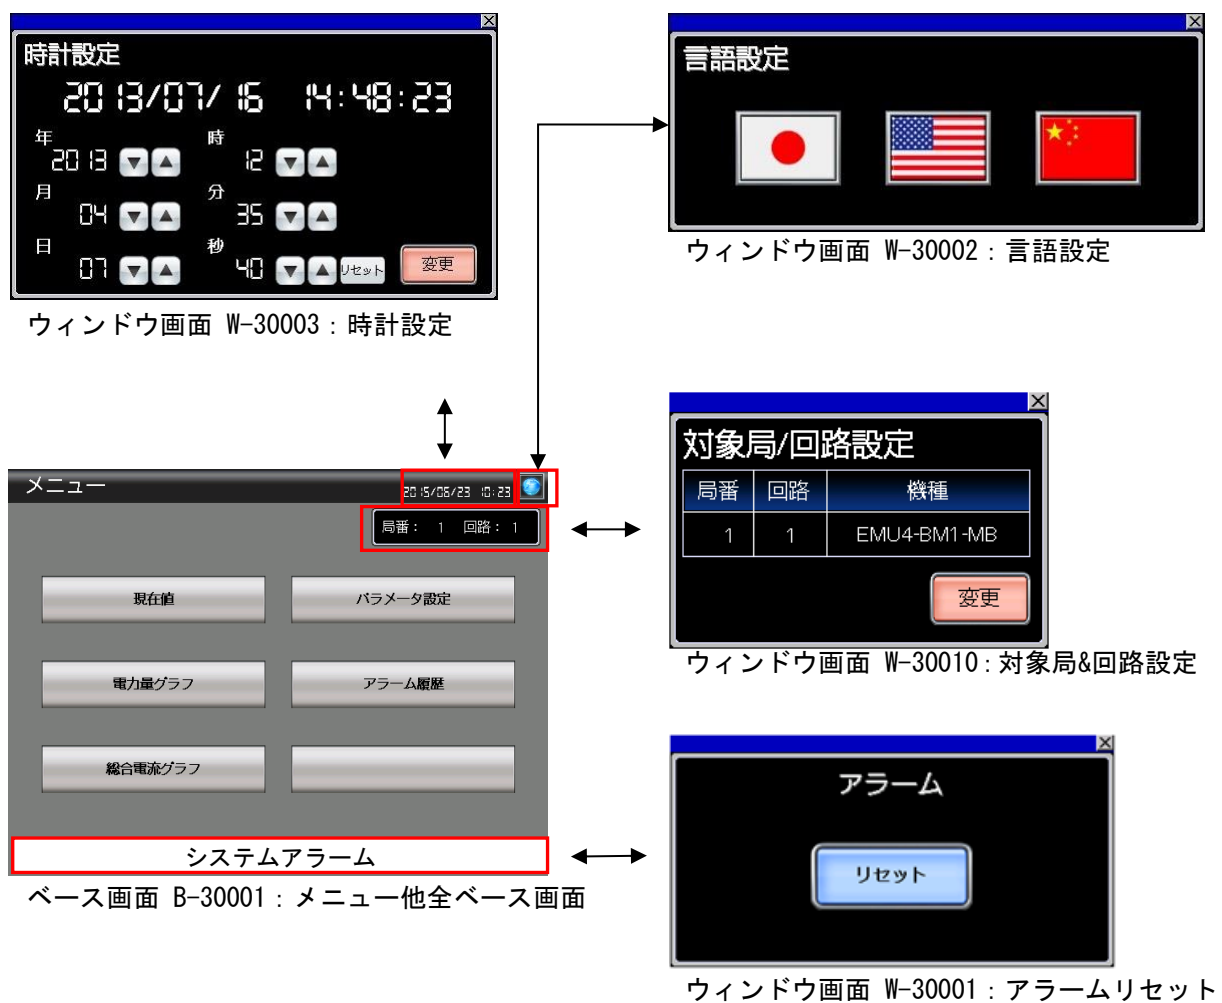 時計設定
2013/07/16 14:48:23
年 2013 ▼ ▲ 時 12 ▼ ▲
月 04 ▼ ▲ 分 35 ▼ ▲
日 07 ▼ ▲ 秒 40 ▼ ▲ リセット 変更
ウィンドウ画面 W-30003：時計設定
言語設定
ウィンドウ画面 W-30002：言語設定
メニュー 2015/06/23 10:23
局番： 1 回路： 1
現在値 パラメータ設定
電力量グラフ アラーム履歴
総合電流グラフ
システムアラーム
ベース画面 B-30001：メニュー他全ベース画面
対象局/回路設定
局番 回路 機種
1 1 EMU4-BM1-MB
変更
ウィンドウ画面 W-30010：対象局&回路設定
アラーム
リセット
ウィンドウ画面 W-30001：アラームリセット